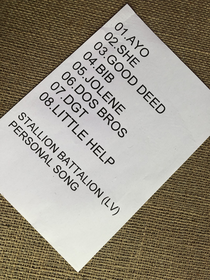 01.AYO
02.SHE
03.GOOD DEED
04.BIB
05.JOLENE
06.DOS BROS
07.DGT
08.LITTLE HELP
STALLION BATTALION (LV)
PERSONAL SONG